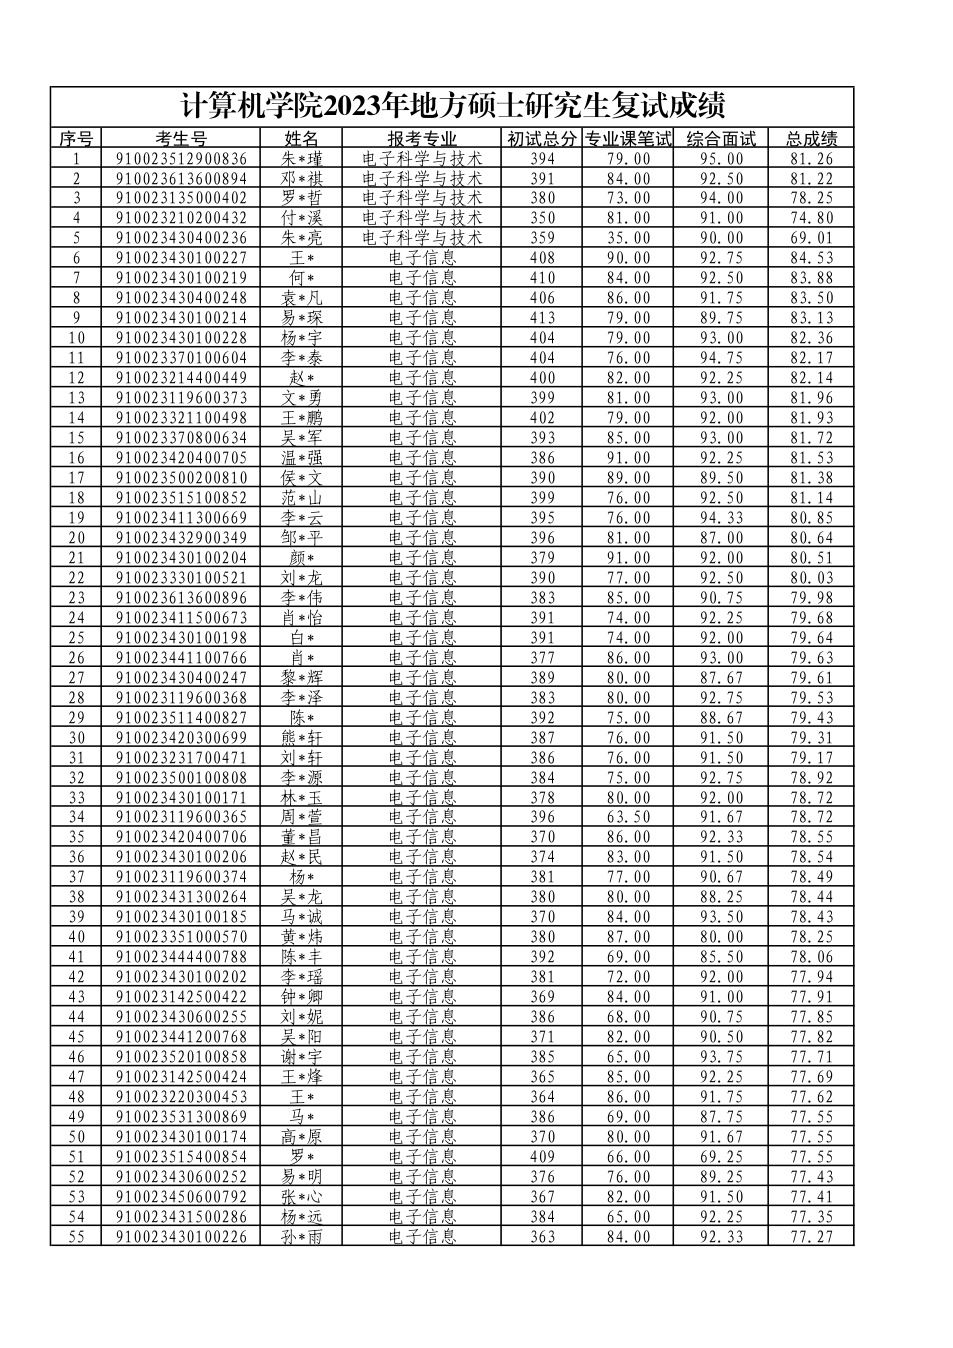 计算机学院2023年地方硕士研究生复试成绩
序号 考生号 姓名 报考专业 初试总分 专业课笔试 综合面试 总成绩
1 910023512900836 朱*瑾 电子科学与技术 394 79.00 95.00 81.26
2 910023613600894 邓*祺 电子科学与技术 391 84.00 92.50 81.22
3 910023135000402 罗*哲 电子科学与技术 380 73.00 94.00 78.25
4 910023210200432 付*溪 电子科学与技术 350 81.00 91.00 74.80
5 910023430400236 朱*亮 电子科学与技术 359 35.00 90.00 69.01
6 910023430100227 王* 电子信息 408 90.00 92.75 84.53
7 910023430100219 何* 电子信息 410 84.00 92.50 83.88
8 910023430400248 袁*凡 电子信息 406 86.00 91.75 83.50
9 910023430100214 易*琛 电子信息 413 79.00 89.75 83.13
10 910023430100228 杨*宇 电子信息 404 79.00 93.00 82.36
11 910023370100604 李*泰 电子信息 404 76.00 94.75 82.17
12 910023214400449 赵* 电子信息 400 82.00 92.25 82.14
13 910023119600373 文*勇 电子信息 399 81.00 93.00 81.96
14 910023321100498 王*鹏 电子信息 402 79.00 92.00 81.93
15 910023370800634 吴*军 电子信息 393 85.00 93.00 81.72
16 910023420400705 温*强 电子信息 386 91.00 92.25 81.53
17 910023500200810 侯*文 电子信息 390 89.00 89.50 81.38
18 910023515100852 范*山 电子信息 399 76.00 92.50 81.14
19 910023411300669 李*云 电子信息 395 76.00 94.33 80.85
20 910023432900349 邹*平 电子信息 396 81.00 87.00 80.64
21 910023430100204 颜* 电子信息 379 91.00 92.00 80.51
22 910023330100521 刘*龙 电子信息 390 77.00 92.50 80.03
23 910023613600896 李*伟 电子信息 383 85.00 90.75 79.98
24 910023411500673 肖*怡 电子信息 391 74.00 92.25 79.68
25 910023430100198 白* 电子信息 391 74.00 92.00 79.64
26 910023441100766 肖* 电子信息 377 86.00 93.00 79.63
27 910023430400247 黎*辉 电子信息 389 80.00 87.67 79.61
28 910023119600368 李*泽 电子信息 383 80.00 92.75 79.53
29 910023511400827 陈* 电子信息 392 75.00 88.67 79.43
30 910023420300699 熊*轩 电子信息 387 76.00 91.50 79.31
31 910023231700471 刘*轩 电子信息 386 76.00 91.50 79.17
32 910023500100808 李*源 电子信息 384 75.00 92.75 78.92
33 910023430100171 林*玉 电子信息 378 80.00 92.00 78.72
34 910023119600365 周*萱 电子信息 396 63.50 91.67 78.72
35 910023420400706 董*昌 电子信息 370 86.00 92.33 78.55
36 910023430100206 赵*民 电子信息 374 83.00 91.50 78.54
37 910023119600374 杨* 电子信息 381 77.00 90.67 78.49
38 910023431300264 吴*龙 电子信息 380 80.00 88.25 78.44
39 910023430100185 马*诚 电子信息 370 84.00 93.50 78.43
40 910023351000570 黄*炜 电子信息 380 87.00 80.00 78.25
41 910023444400788 陈*丰 电子信息 392 69.00 85.50 78.06
42 910023430100202 李*瑶 电子信息 381 72.00 92.00 77.94
43 910023142500422 钟*卿 电子信息 369 84.00 91.00 77.91
44 910023430600255 刘*妮 电子信息 386 68.00 90.75 77.85
45 910023441200768 吴*阳 电子信息 371 82.00 90.50 77.82
46 910023520100858 谢*宇 电子信息 385 65.00 93.75 77.71
47 910023142500424 王*烽 电子信息 365 85.00 92.25 77.69
48 910023220300453 王* 电子信息 364 86.00 91.75 77.62
49 910023531300869 马* 电子信息 386 69.00 87.75 77.55
50 910023430100174 高*原 电子信息 370 80.00 91.67 77.55
51 910023515400854 罗* 电子信息 409 66.00 69.25 77.55
52 910023430600252 易*明 电子信息 376 76.00 89.25 77.43
53 910023450600792 张*心 电子信息 367 82.00 91.50 77.41
54 910023431500286 杨*远 电子信息 384 65.00 92.25 77.35
55 910023430100226 孙*雨 电子信息 363 84.00 92.33 77.27